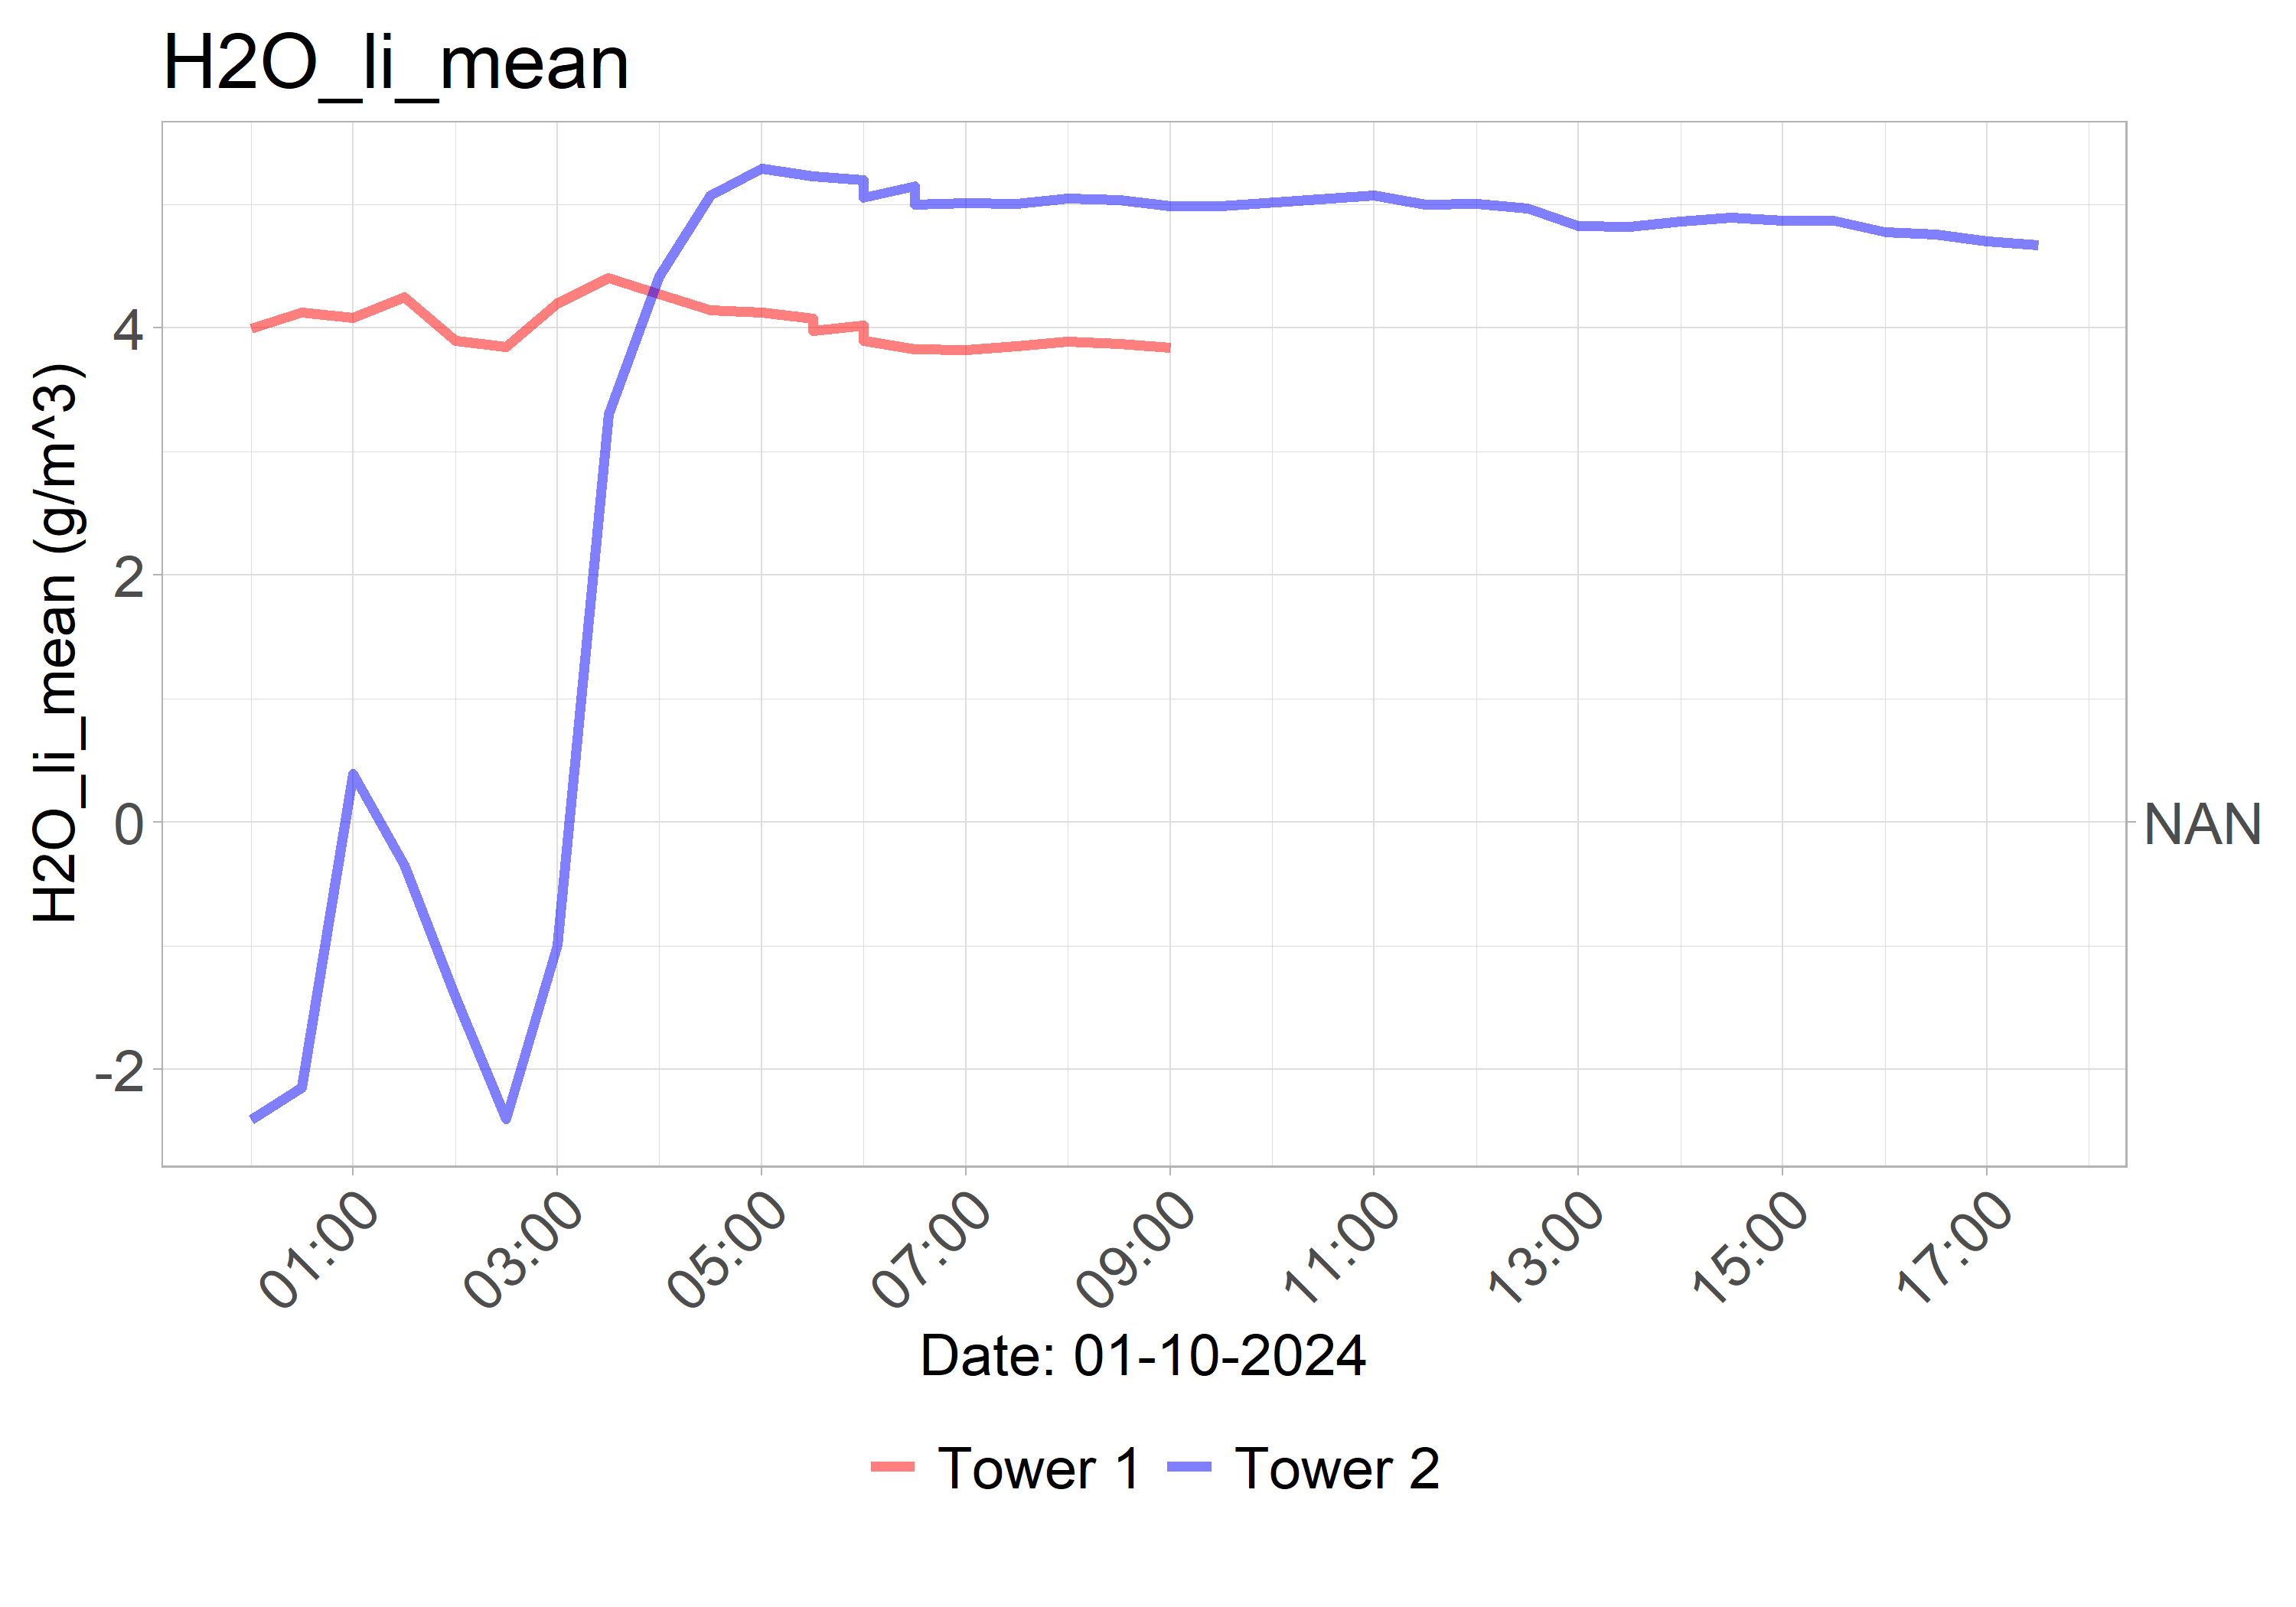 H2O_li_mean
H2O_li_mean (g/m^3)
4
2
0
-2
NAN
01:00
03:00
05:00
07:00
09:00
11:00
13:00
15:00
17:00
Date: 01-10-2024
Tower 1
Tower 2